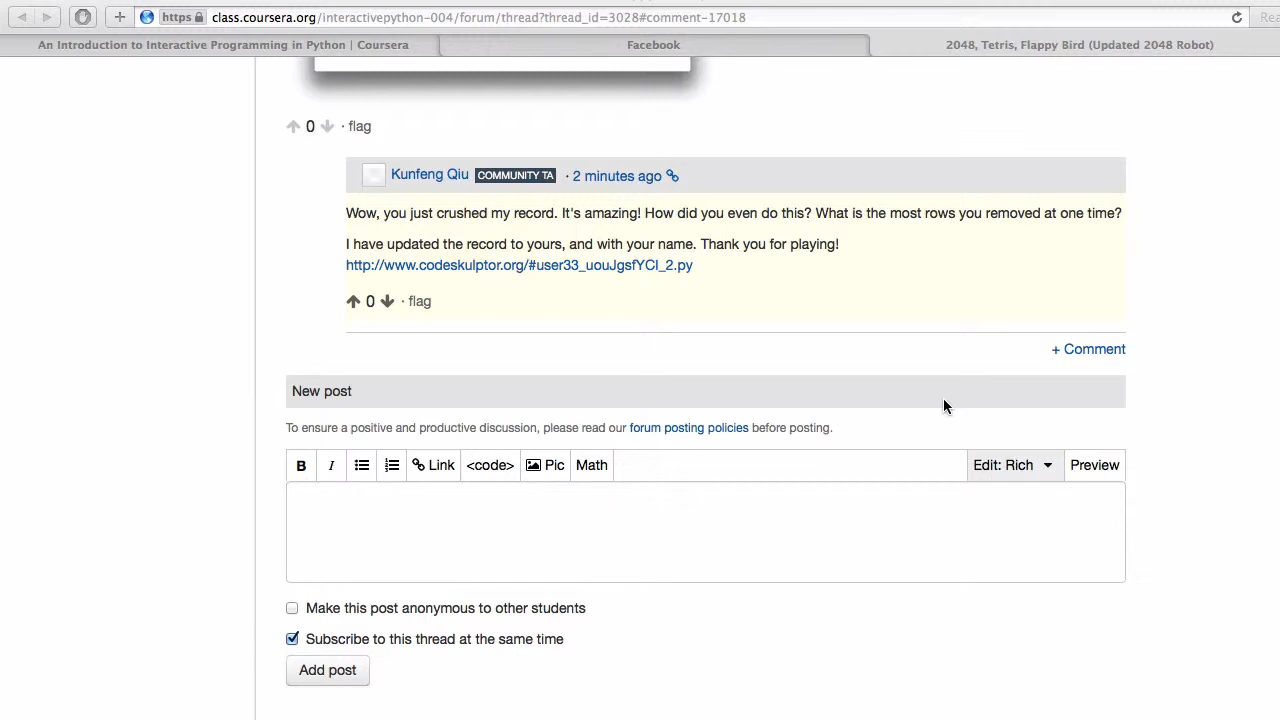 https class.coursera.org/interactivepython-004/forum/thread?thread_id=3028#comment-17018
An Introduction to Interactive Programming in Python | Coursera Facebook 2048, Tetris, Flappy Bird (Updated 2048 Robot)
0 · flag
Kunfeng Qiu COMMUNITY TA · 2 minutes ago
Wow, you just crushed my record. It's amazing! How did you even do this? What is the most rows you removed at one time?
I have updated the record to yours, and with your name. Thank you for playing!
http://www.codeskulptor.org/#user33_uouJgsfYCI_2.py
0 · flag
+ Comment
New post
To ensure a positive and productive discussion, please read our forum posting policies before posting.
B I Link <code> Pic Math Edit: Rich Preview
Make this post anonymous to other students
Subscribe to this thread at the same time
Add post